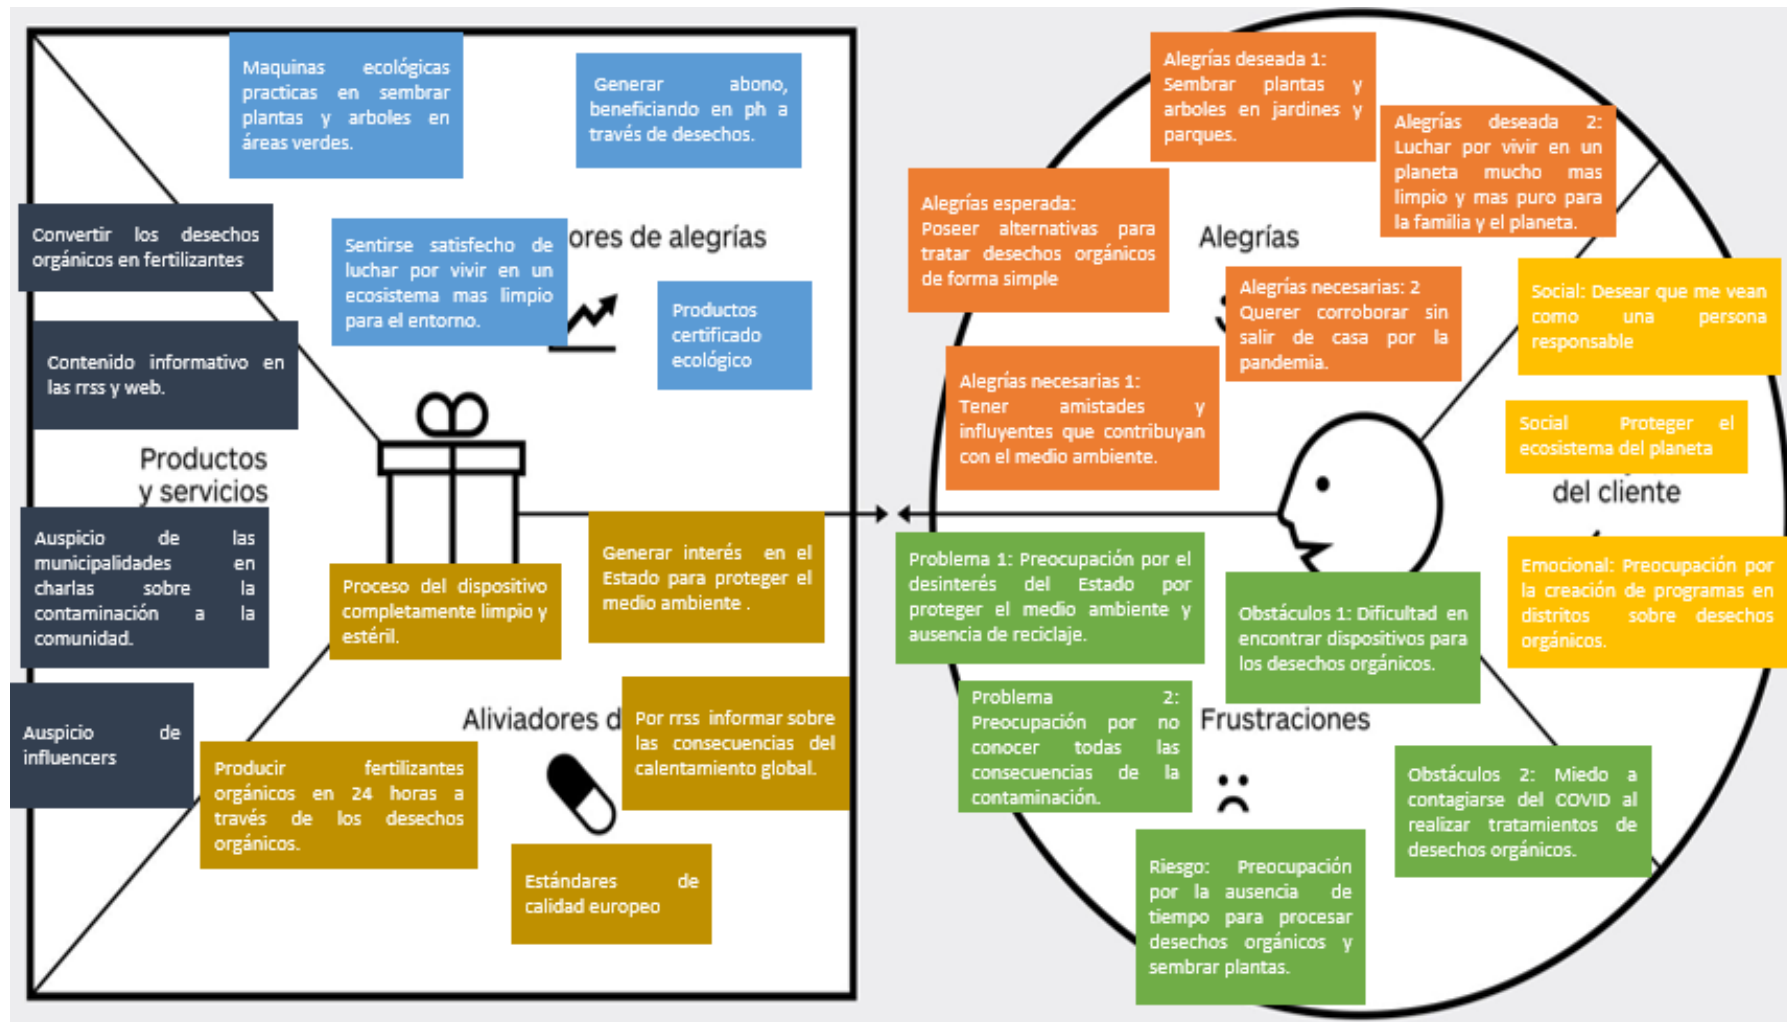 Maquinas ecológicas
practicas en sembrar
plantas y arboles en
áreas verdes.
Generar abono,
beneficiando en ph a
través de desechos.
Convertir los desechos
orgánicos en fertilizantes
Sentirse satisfecho de
luchar por vivir en un
ecosistema mas limpio
para el entorno.
ores de alegrías
Productos
certificado
ecológico
Contenido informativo en
las rrss y web.
Productos
y servicios
Auspicio de las
municipalidades en
charlas sobre la
contaminación a la
comunidad.
Proceso del dispositivo
completamente limpio y
estéril.
Generar interés en el
Estado para proteger el
medio ambiente .
Auspicio de
influencers
Aliviadores d
Por rrss informar sobre
las consecuencias del
calentamiento global.
Producir fertilizantes
orgánicos en 24 horas a
través de los desechos
orgánicos.
Estándares de
calidad europeo
Alegrías deseada 1:
Sembrar plantas y
arboles en jardines y
parques.
Alegrías deseada 2:
Luchar por vivir en un
planeta mucho mas
limpio y mas puro para
la familia y el planeta.
Alegrías esperada:
Poseer alternativas para
tratar desechos orgánicos
de forma simple
Alegrías
Alegrías necesarias: 2
Querer corroborar sin
salir de casa por la
pandemia.
Alegrías necesarias 1:
Tener amistades y
influyentes que contribuyan
con el medio ambiente.
Social: Desear que me vean
como una persona
responsable
Social Proteger el
ecosistema del planeta
del cliente
Emocional: Preocupación por
la creación de programas en
distritos sobre desechos
orgánicos.
Problema 1: Preocupación por el
desinterés del Estado por
proteger el medio ambiente y
ausencia de reciclaje.
Obstáculos 1: Dificultad en
encontrar dispositivos para
los desechos orgánicos.
Problema 2:
Preocupación por no
conocer todas las
consecuencias de la
contaminación.
Frustraciones
Obstáculos 2: Miedo a
contagiarse del COVID al
realizar tratamientos de
desechos orgánicos.
Riesgo: Preocupación
por la ausencia de
tiempo para procesar
desechos orgánicos y
sembrar plantas.